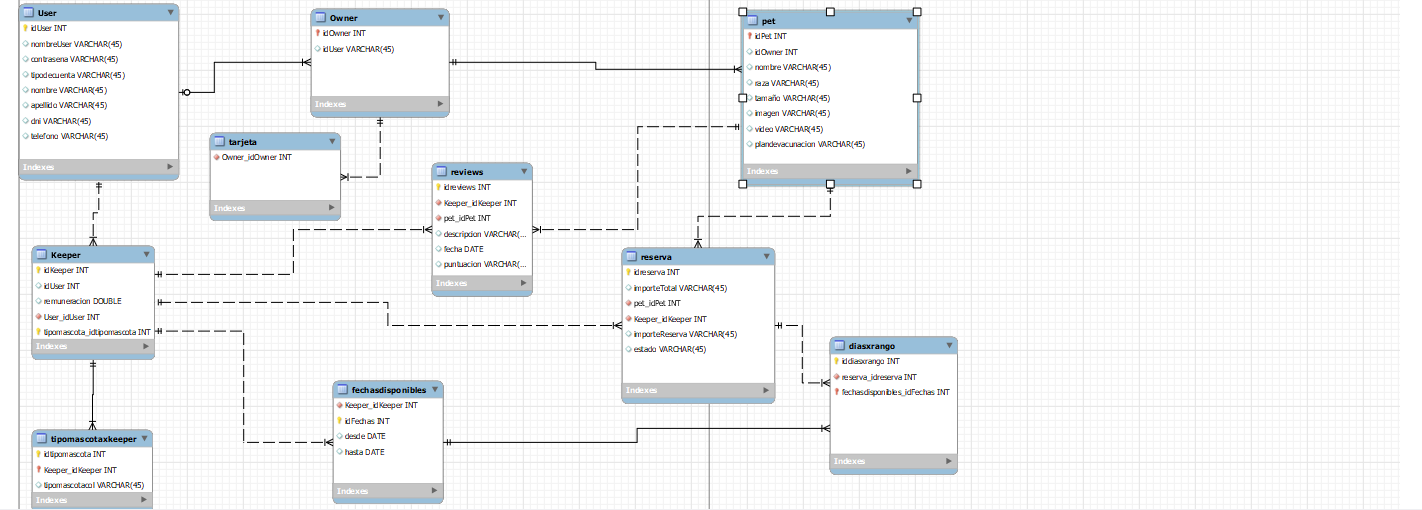 User
idUser INT
nombreUser VARCHAR(45)
contrasena VARCHAR(45)
tipodecuenta VARCHAR(45)
nombre VARCHAR(45)
apellido VARCHAR(45)
dni VARCHAR(45)
telefono VARCHAR(45)
Indexes
Owner
idOwner INT
idUser VARCHAR(45)
Indexes
pet
idPet INT
idOwner INT
nombre VARCHAR(45)
raza VARCHAR(45)
tamaño VARCHAR(45)
imagen VARCHAR(45)
video VARCHAR(45)
plandevacunacion VARCHAR(45)
Indexes
tarjeta
Owner_idOwner INT
Indexes
reviews
idreviews INT
Keeper_idKeeper INT
pet_idPet INT
descripcion VARCHAR(...
fecha DATE
puntuacion VARCHAR(...
Indexes
Keeper
idKeeper INT
idUser INT
remuneracion DOUBLE
User_idUser INT
tipomascota_idtipomascota INT
Indexes
reserva
idreserva INT
importeTotal VARCHAR(45)
pet_idPet INT
Keeper_idKeeper INT
importeReserva VARCHAR(45)
estado VARCHAR(45)
Indexes
diasxrango
iddiasxrango INT
reserva_idreserva INT
fechasdisponibles_idFechas INT
Indexes
fechasdisponibles
Keeper_idKeeper INT
idFechas INT
desde DATE
hasta DATE
Indexes
tipomascotaxkeeper
idtipomascota INT
Keeper_idKeeper INT
tipomascotacol VARCHAR(45)
Indexes